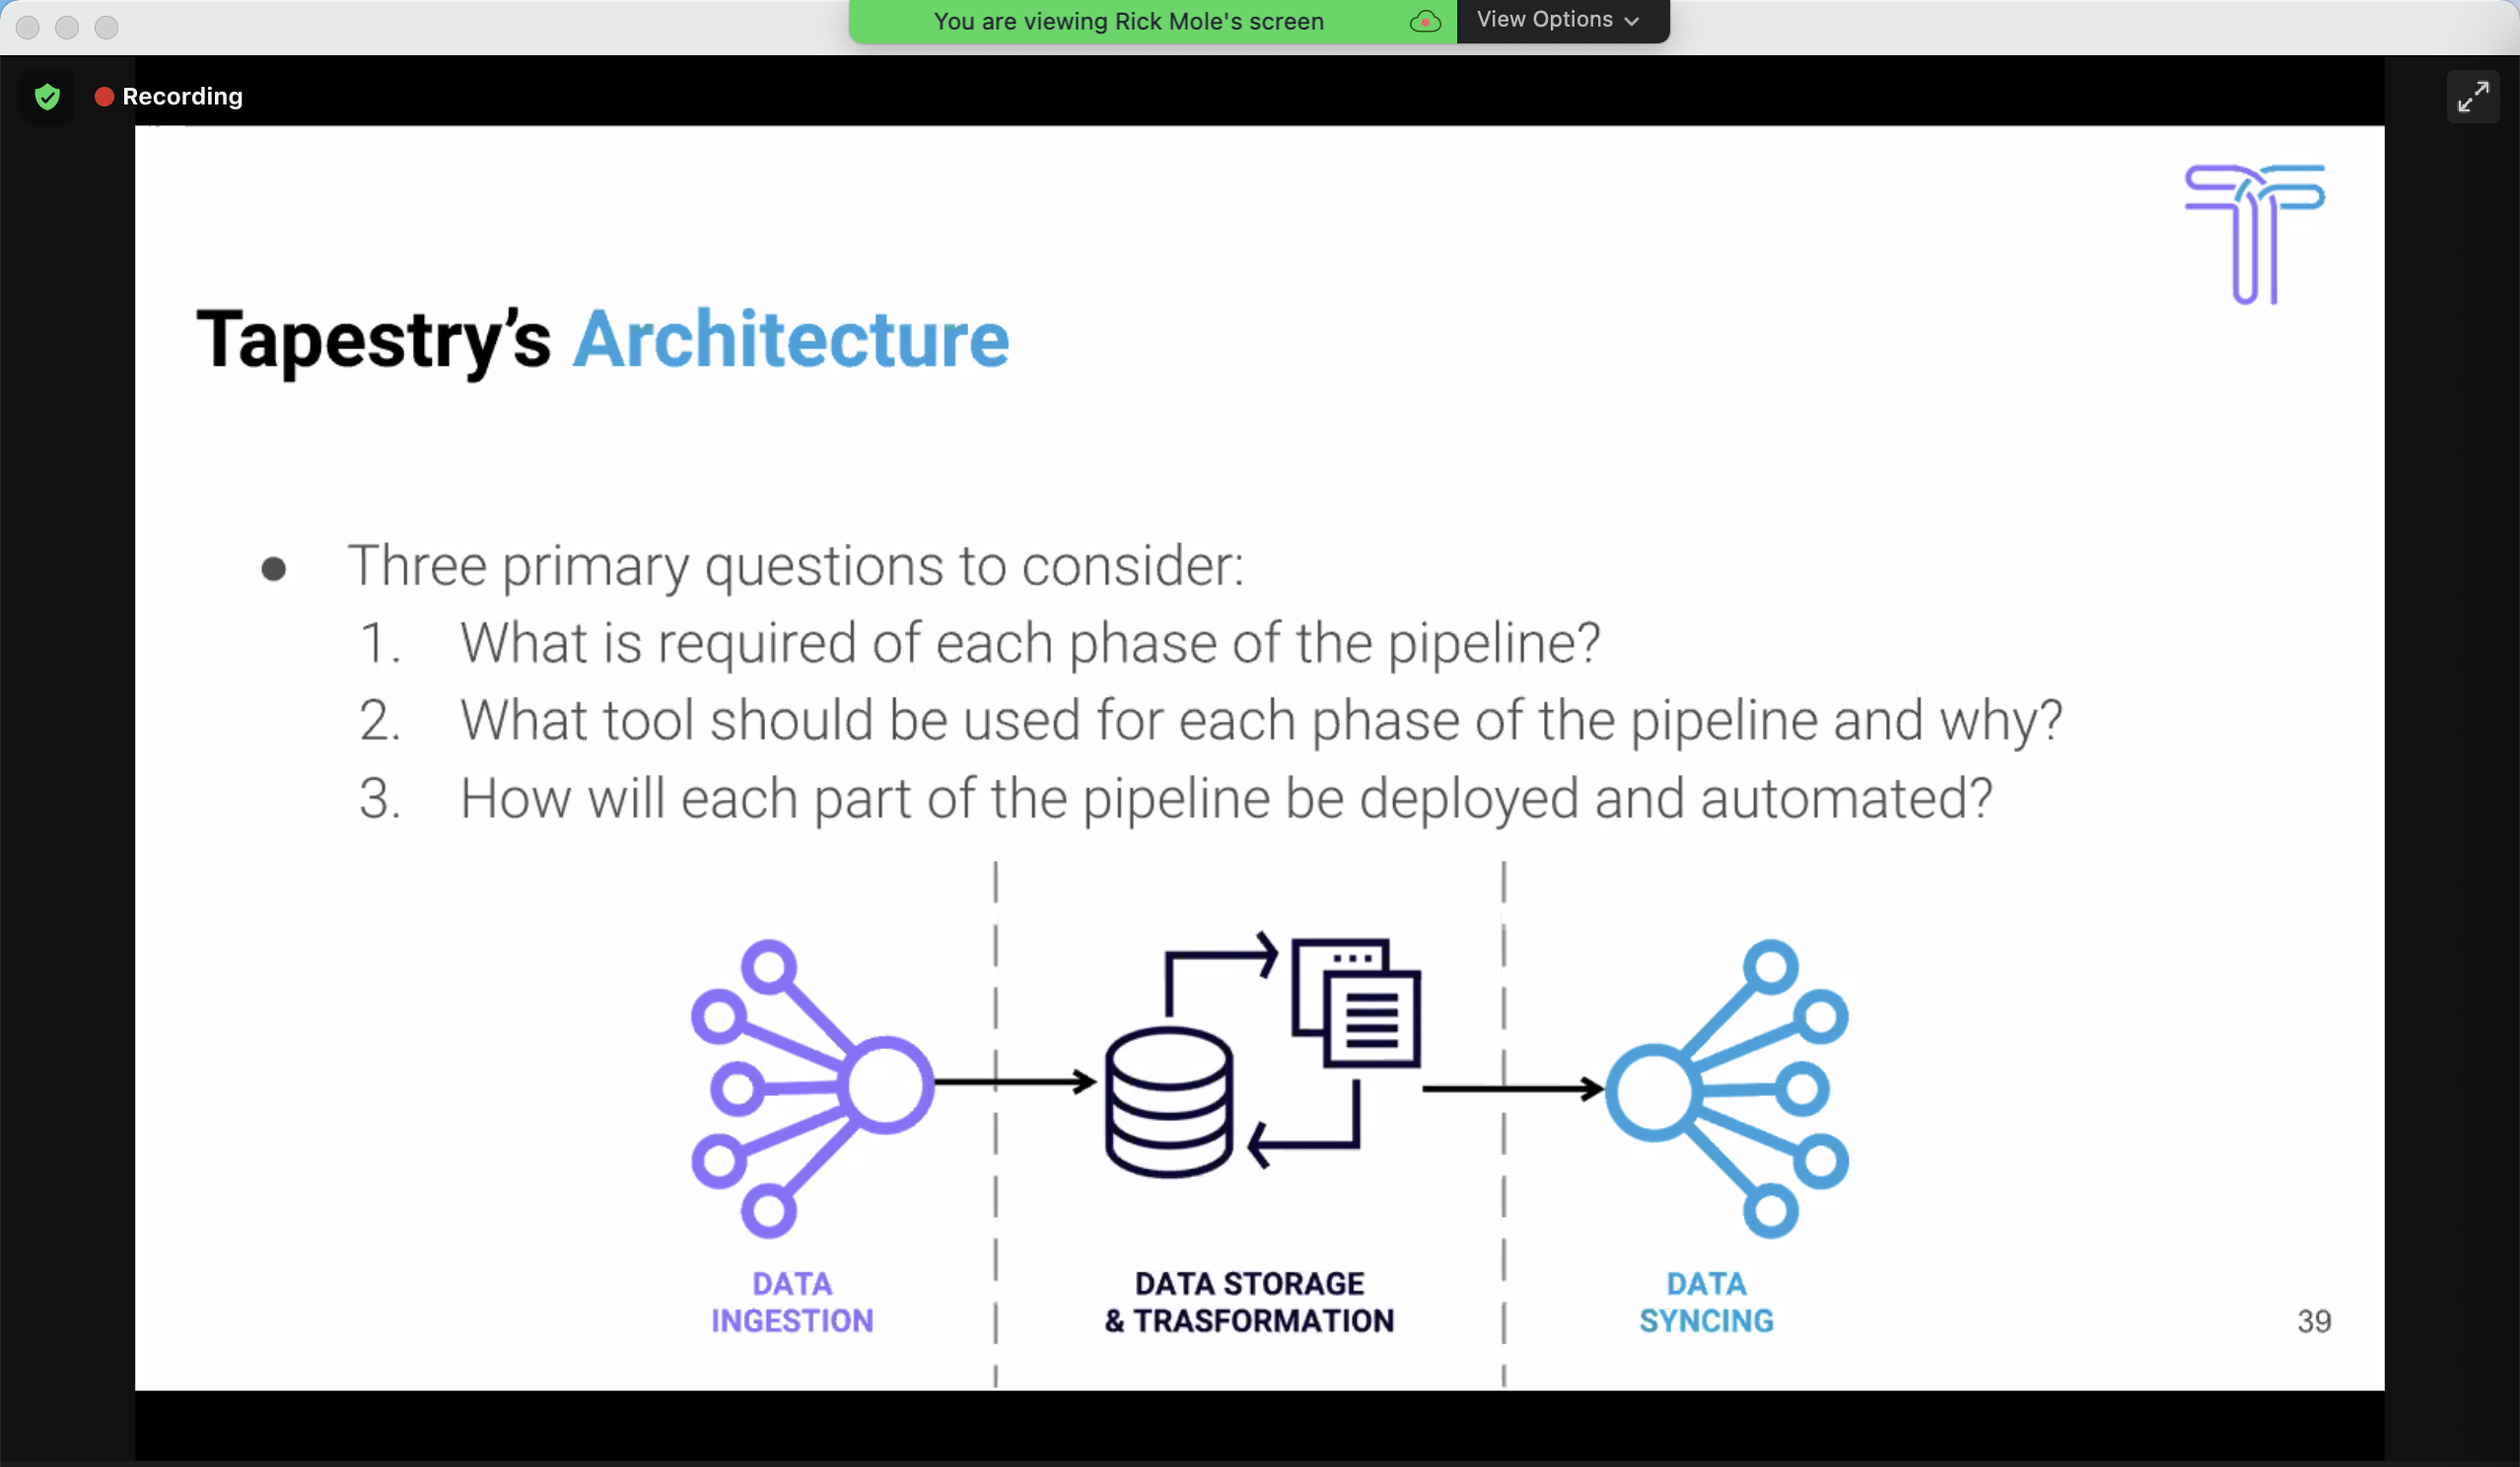 You are viewing Rick Mole's screen
View Options
Recording
Tapestry’s Architecture
● Three primary questions to consider:
1. What is required of each phase of the pipeline?
2. What tool should be used for each phase of the pipeline and why?
3. How will each part of the pipeline be deployed and automated?
DATA
INGESTION
DATA STORAGE
& TRASFORMATION
DATA
SYNCING
39